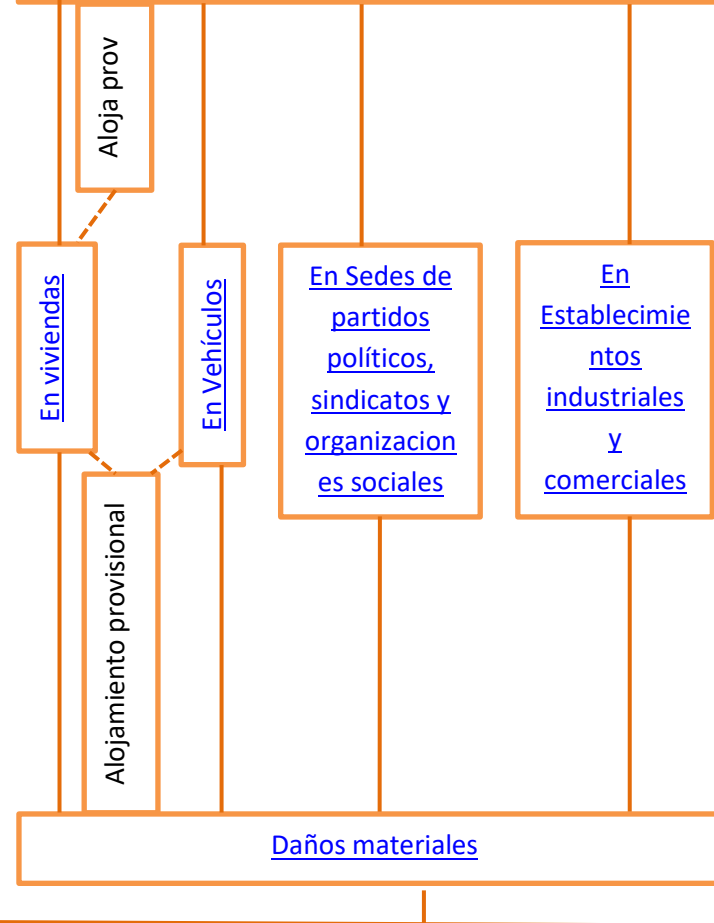 Aloja prov
En viviendas
En Vehículos
En Sedes de
partidos
políticos,
sindicatos y
organizacion
es sociales
En
Establecimie
ntos
industriales
y
comerciales
Alojamiento provisional
Daños materiales